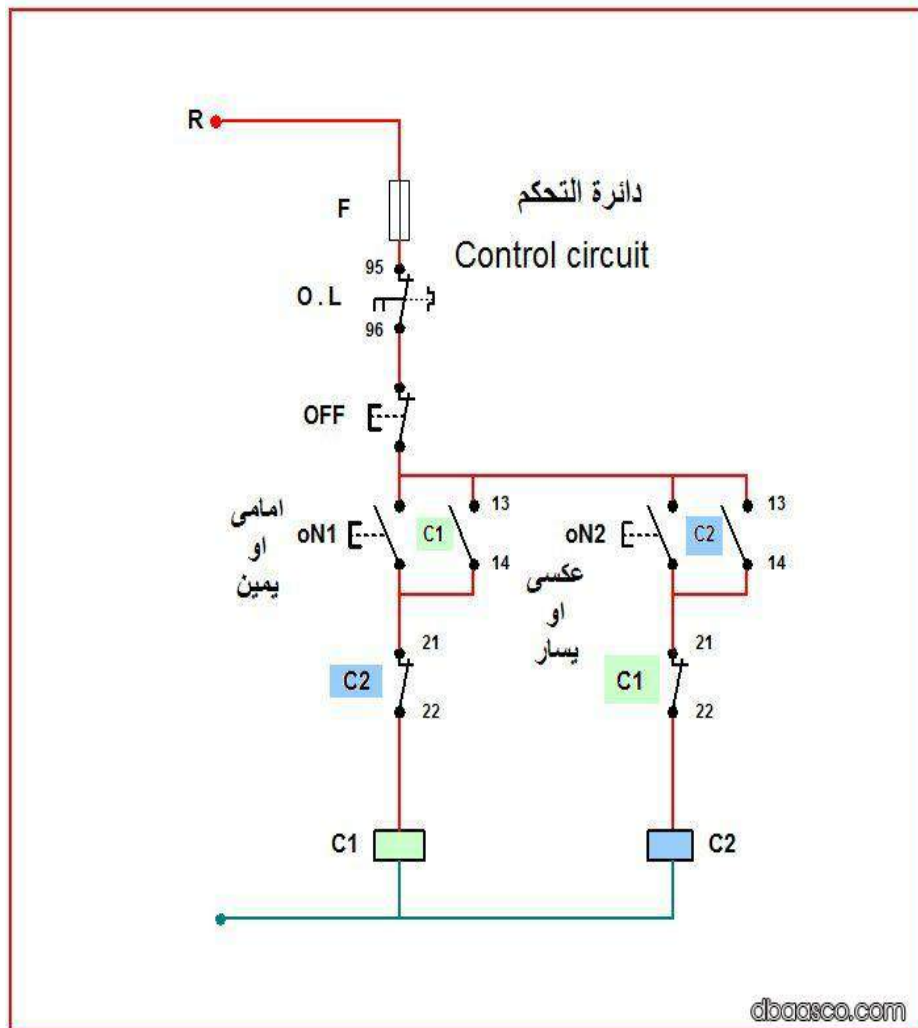 R
دائرة التحكم
F
Control circuit
95
O . L
96
OFF
امامى
او
يمين
oN1
C1
13
14
oN2
C2
13
14
عكسى
او
يسار
C2
21
22
C1
21
22
C1
C2
dbaasco.com